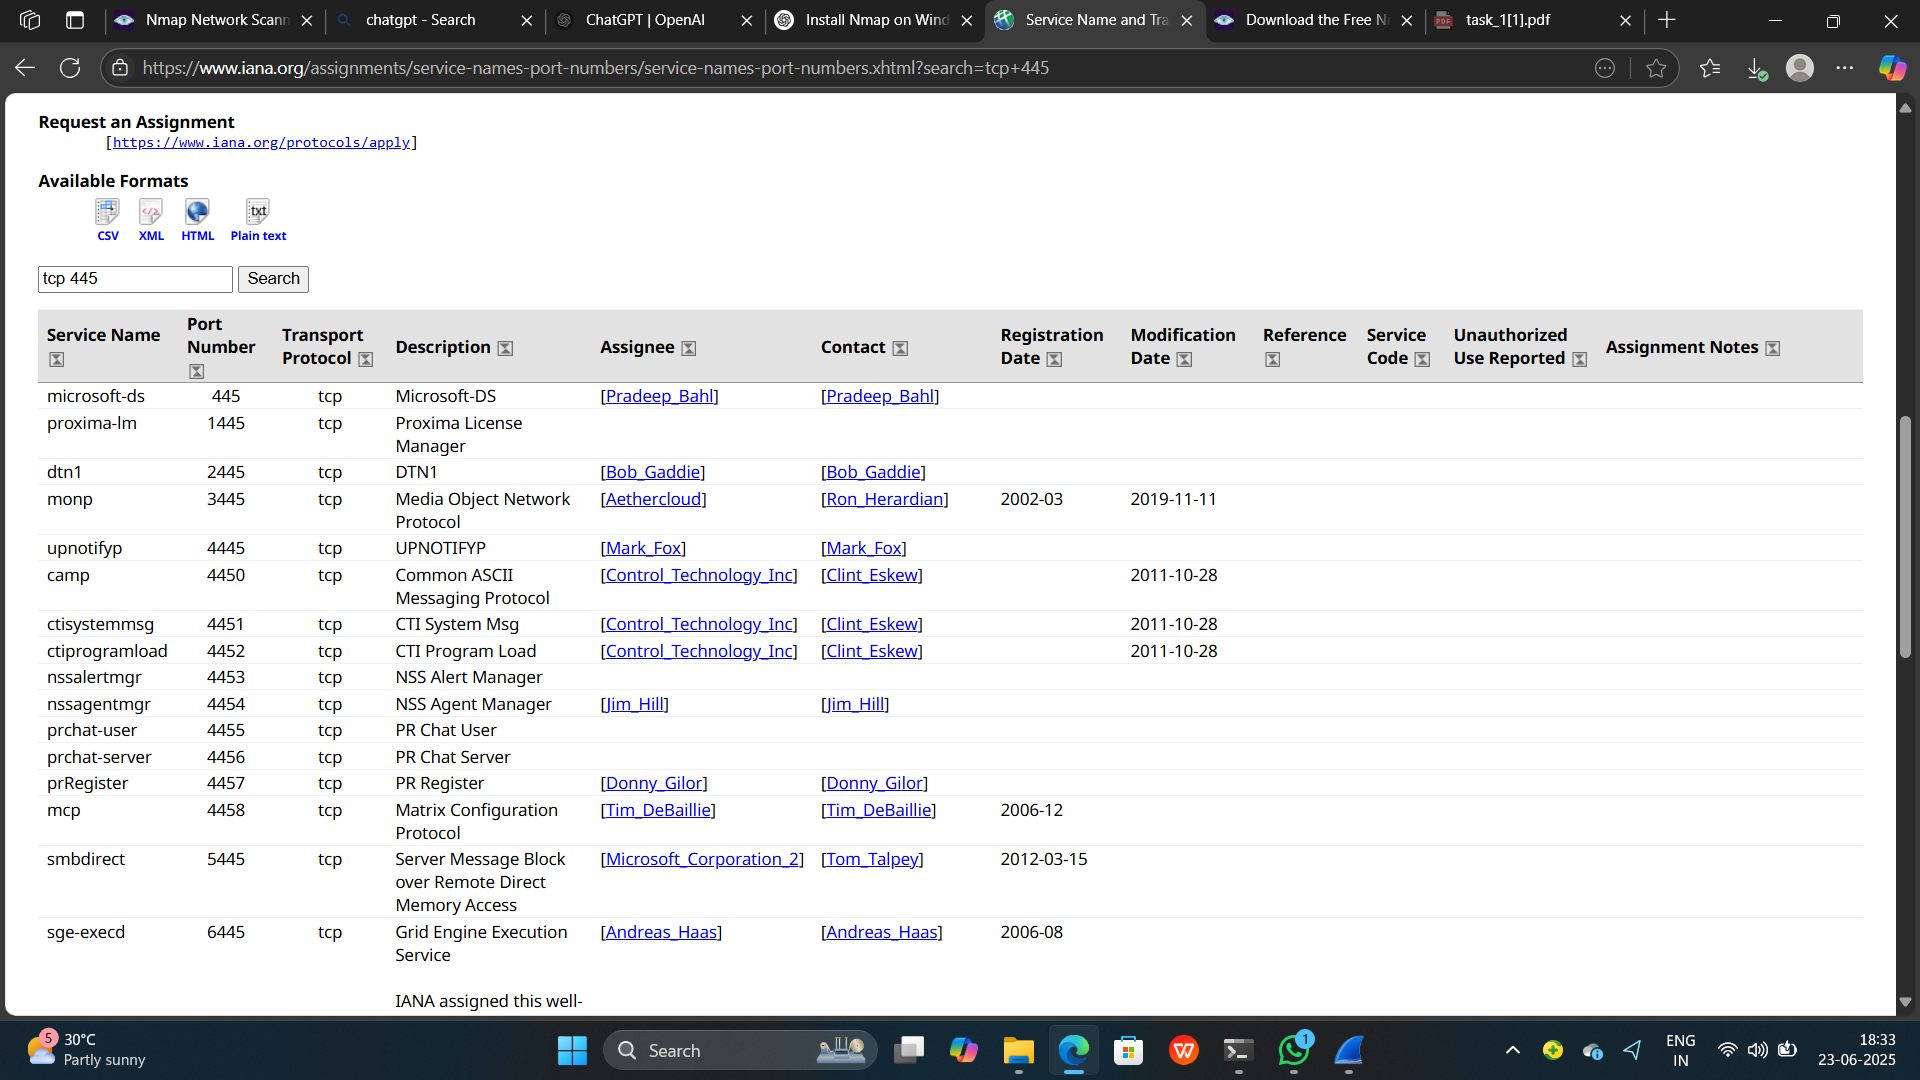 Nmap Network Scann
chatgpt - Search
ChatGPT | OpenAI
Install Nmap on Wind
Service Name and Tra
Download the Free N
task_1[1].pdf
https://www.iana.org/assignments/service-names-port-numbers/service-names-port-numbers.xhtml?search=tcp+445
Request an Assignment
[https://www.iana.org/protocols/apply]
Available Formats
CSV XML HTML txt Plain text
tcp 445 Search
Service Name Port Number Transport Protocol Description Assignee Contact Registration Date Modification Date Reference Service Code Unauthorized Use Reported Assignment Notes
microsoft-ds 445 tcp Microsoft-DS [Pradeep_Bahl] [Pradeep_Bahl]
proxima-lm 1445 tcp Proxima License
Manager
dtn1 2445 tcp DTN1 [Bob_Gaddie] [Bob_Gaddie]
monp 3445 tcp Media Object Network [Aethercloud] [Ron_Herardian] 2002-03 2019-11-11
Protocol
upnotifyp 4445 tcp UPNOTIFYP [Mark_Fox] [Mark_Fox]
camp 4450 tcp Common ASCII [Control_Technology_Inc] [Clint_Eskew] 2011-10-28
Messaging Protocol
ctisystemmsg 4451 tcp CTI System Msg [Control_Technology_Inc] [Clint_Eskew] 2011-10-28
ctiprogramload 4452 tcp CTI Program Load [Control_Technology_Inc] [Clint_Eskew] 2011-10-28
nssalertmgr 4453 tcp NSS Alert Manager
nssagentmgr 4454 tcp NSS Agent Manager [Jim_Hill] [Jim_Hill]
prchat-user 4455 tcp PR Chat User
prchat-server 4456 tcp PR Chat Server
prRegister 4457 tcp PR Register [Donny_Gilor] [Donny_Gilor]
mcp 4458 tcp Matrix Configuration [Tim_DeBaillie] [Tim_DeBaillie] 2006-12
Protocol
smbdirect 5445 tcp Server Message Block [Microsoft_Corporation_2] [Tom_Talpey] 2012-03-15
over Remote Direct
Memory Access
sge-execd 6445 tcp Grid Engine Execution [Andreas_Haas] [Andreas_Haas] 2006-08
Service
IANA assigned this well-
5 30°C
Partly sunny
Search
1
ENG
IN
18:33
23-06-2025